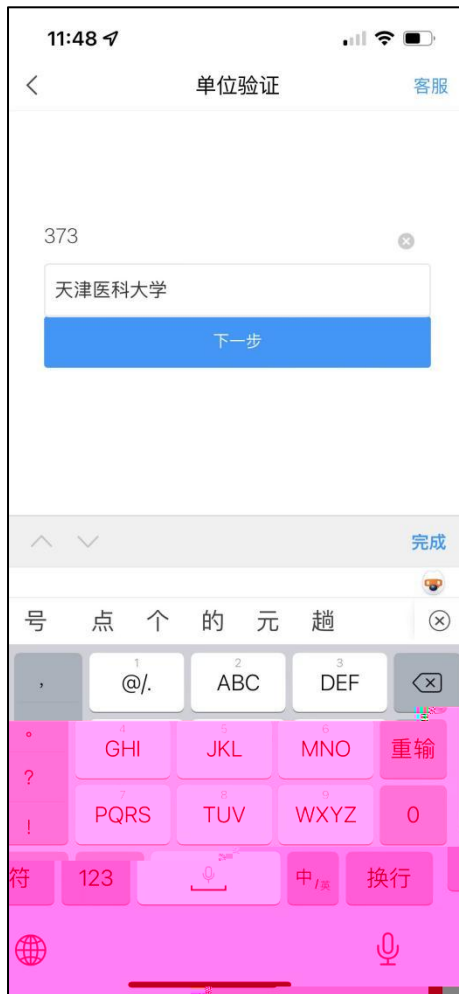 11:48
单位验证 客服
373
天津医科大学
下一步
完成
号 点 个 的 元 趟
, 1 @/. 2 ABC 3 DEF
。 4 GHI 5 JKL 6 MNO 重输
?
! 7 PQRS 8 TUV 9 WXYZ 0
符 123 中/英 换行